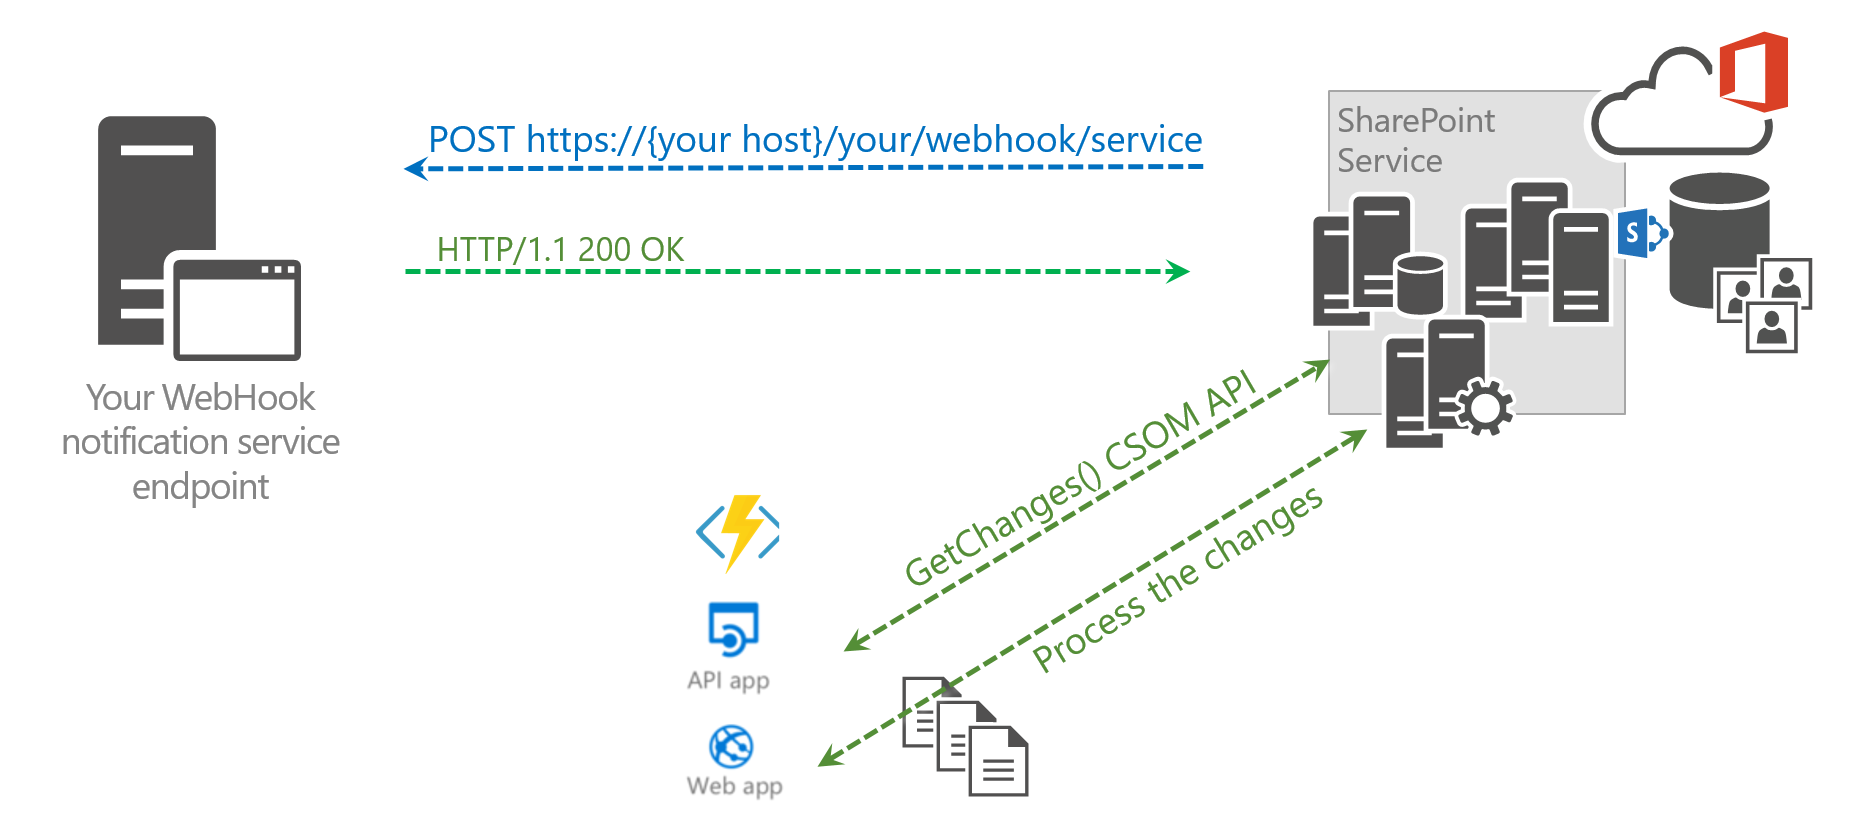 POST https://{your host}/your/webhook/service
SharePoint
Service
S
HTTP/1.1 200 OK
Your WebHook
notification service
endpoint
GetChanges() CSOM API
Process the changes
API app
Web app